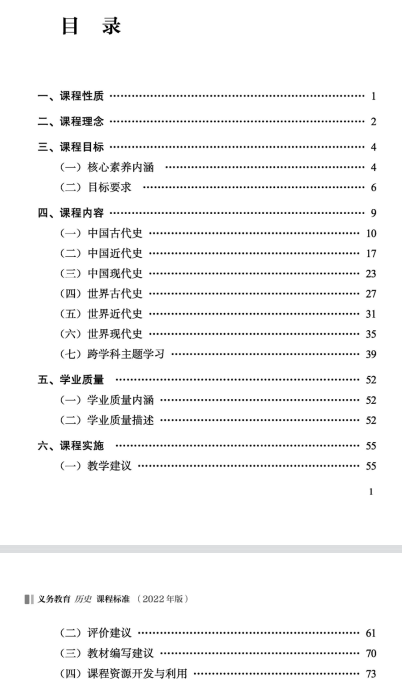 目 录
一、课程性质 …… 1
二、课程理念 …… 2
三、课程目标 …… 4
（一）核心素养内涵 …… 4
（二）目标要求 …… 6
四、课程内容 …… 9
（一）中国古代史 …… 10
（二）中国近代史 …… 17
（三）中国现代史 …… 23
（四）世界古代史 …… 27
（五）世界近代史 …… 31
（六）世界现代史 …… 35
（七）跨学科主题学习 …… 39
五、学业质量 …… 52
（一）学业质量内涵 …… 52
（二）学业质量描述 …… 52
六、课程实施 …… 55
（一）教学建议 …… 55
1
义务教育 历史 课程标准（2022年版）
（二）评价建议 …… 61
（三）教材编写建议 …… 70
（四）课程资源开发与利用 …… 73